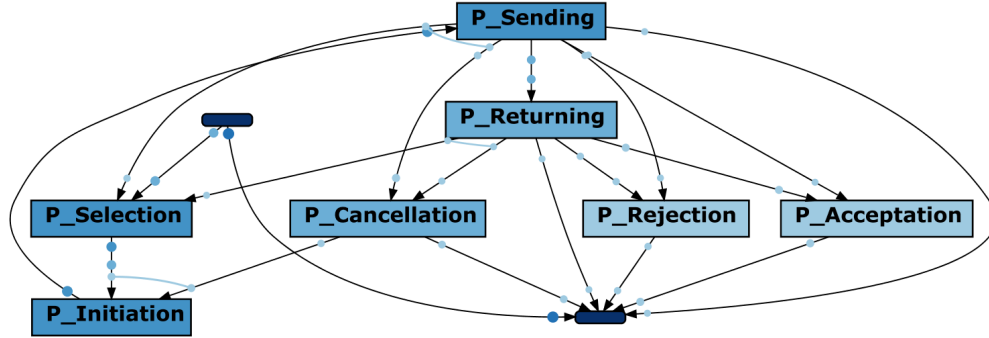 P_Sending
P_Returning
P_Selection
P_Cancellation
P_Rejection
P_Acceptation
P_Initiation